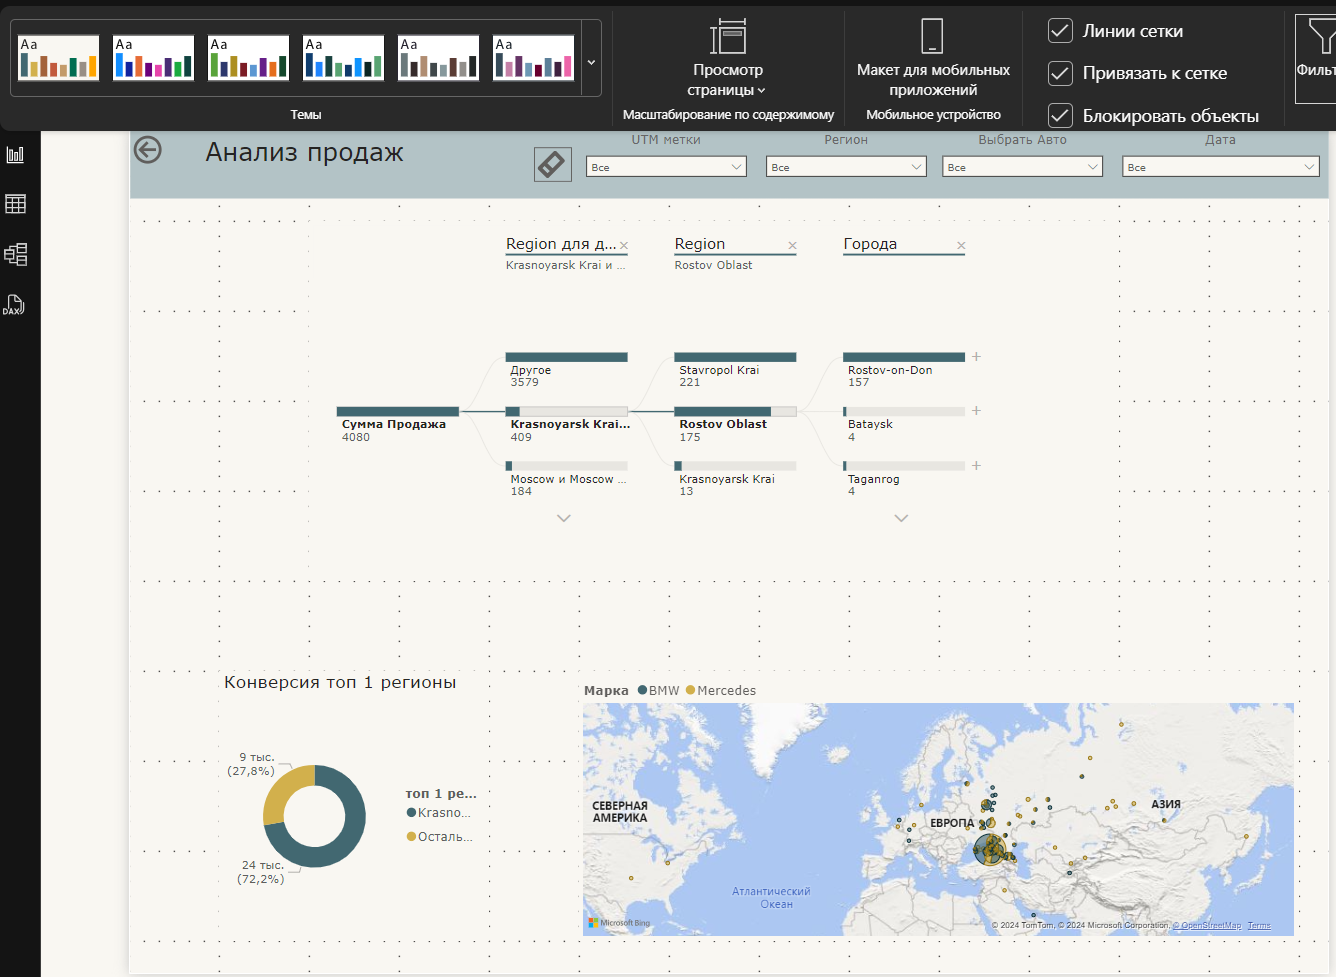 Aa
Aa
Aa
Aa
Aa
Aa
Темы
Просмотр
страницы
Масштабирование по содержимому
Макет для мобильных
приложений
Мобильное устройство
Линии сетки
Привязать к сетке
Блокировать объекты
Фильт
DAX
Анализ продаж
UTM метки
Все
Регион
Все
Выбрать Авто
Все
Дата
Все
Region для д...
Krasnoyarsk Krai и ...
Region
Rostov Oblast
Города
Сумма Продажа
4080
Другое
3579
Krasnoyarsk Krai...
409
Moscow и Moscow ...
184
Stavropol Krai
221
Rostov Oblast
175
Krasnoyarsk Krai
13
Rostov-on-Don
157
Bataysk
4
Taganrog
4
Конверсия топ 1 регионы
9 тыс.
(27,8%)
24 тыс.
(72,2%)
топ 1 ре...
Krasno...
Осталь...
Марка BMW Mercedes
СЕВЕРНАЯ
АМЕРИКА
ЕВРОПА
АЗИЯ
Атлантический
Океан
Microsoft Bing
© 2024 TomTom, © 2024 Microsoft Corporation, © OpenStreetMap Terms